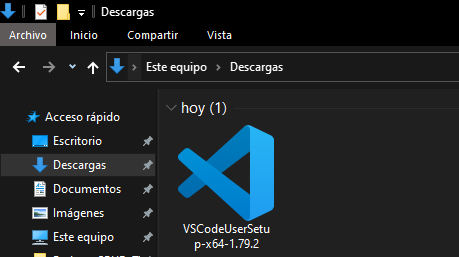 Descargas
Archivo Inicio Compartir Vista
Este equipo Descargas
Acceso rápido
Escritorio
Descargas
Documentos
Imágenes
Este equipo
hoy (1)
VSCodeUserSetu
p-x64-1.79.2